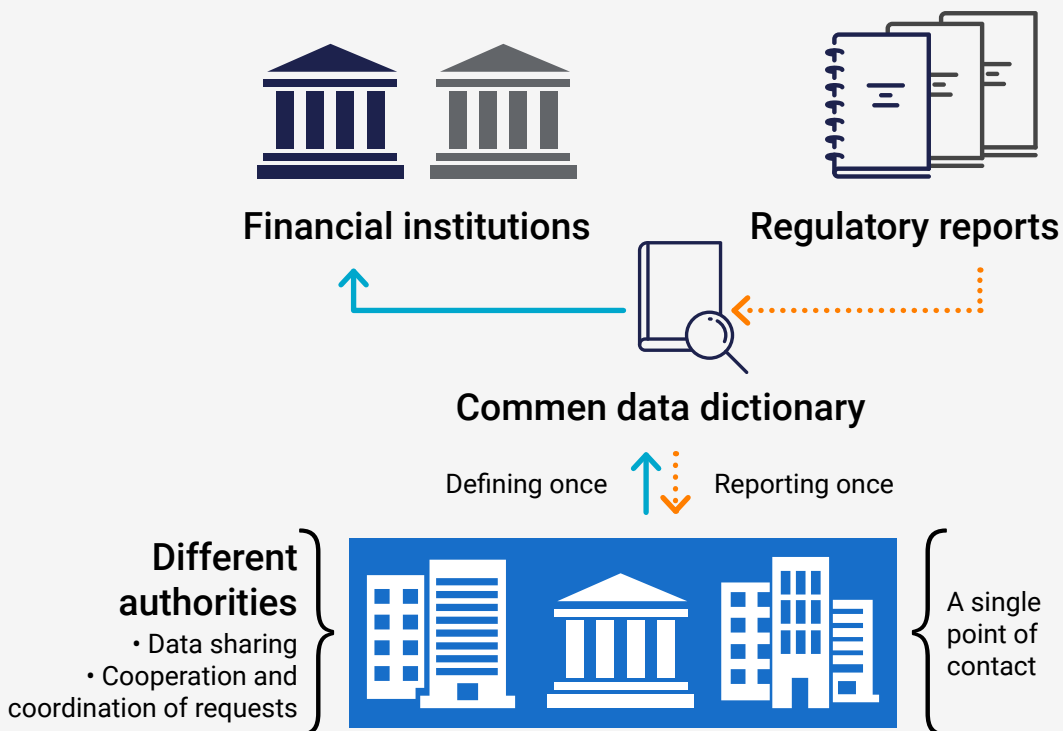 Financial institutions
Regulatory reports
Commen data dictionary
Defining once
Reporting once
Different
authorities
• Data sharing
• Cooperation and
coordination of requests
A single
point of
contact